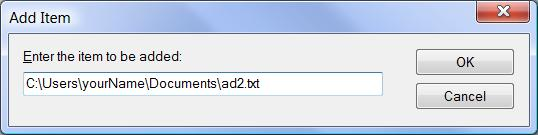 Add Item
Enter the item to be added:
C:\Users\yourName\Documents\ad2.txt
OK
Cancel